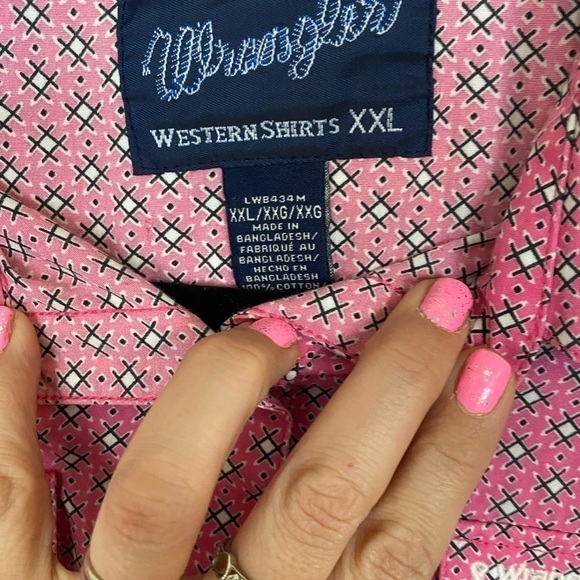 Wrangler
WESTERN SHIRTS XXL
LWB434M
XXL/XXG/XXG
MADE IN
BANGLADESH/
FABRIQUÉ AU
BANGLADESH/
HECHO EN
BANGLADESH
100% COTTON